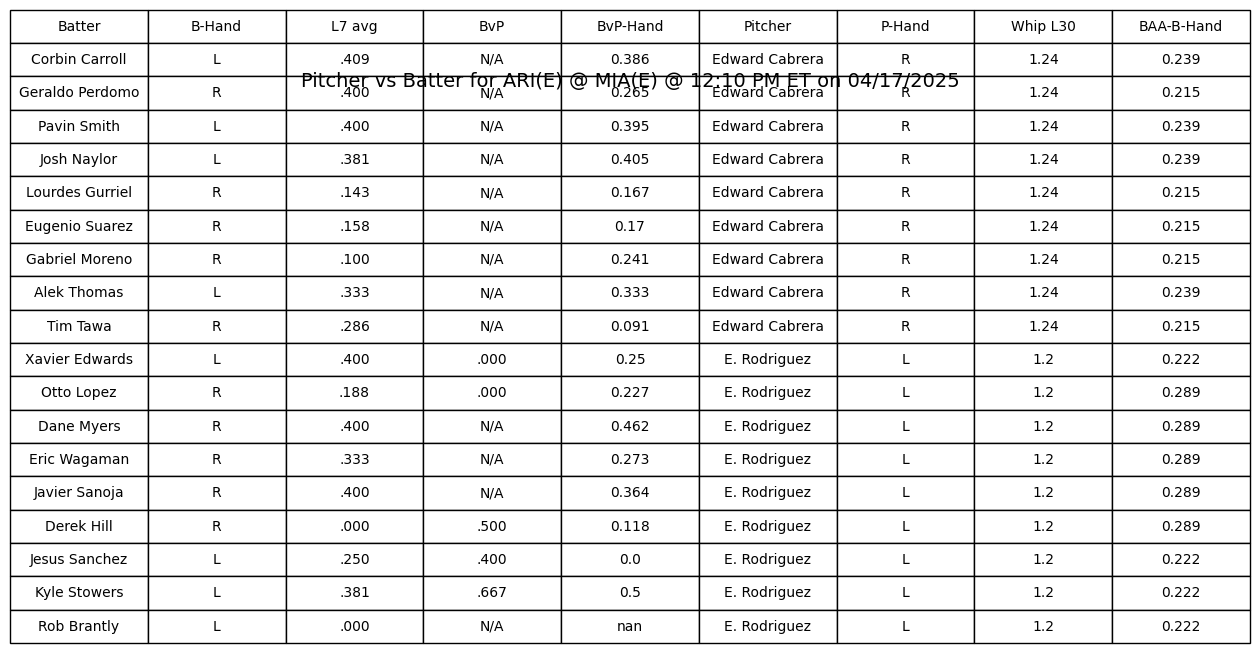 Batter B-Hand L7 avg BvP BvP-Hand Pitcher P-Hand Whip L30 BAA-B-Hand
Corbin Carroll L .409 N/A 0.386 Edward Cabrera R 1.24 0.239
Pitcher vs Batter for ARI(E) @ MIA(E) @ 12:10 PM ET on 04/17/2025
Geraldo Perdomo R .400 N/A 0.265 Edward Cabrera R 1.24 0.215
Pavin Smith L .400 N/A 0.395 Edward Cabrera R 1.24 0.239
Josh Naylor L .381 N/A 0.405 Edward Cabrera R 1.24 0.239
Lourdes Gurriel R .143 N/A 0.167 Edward Cabrera R 1.24 0.215
Eugenio Suarez R .158 N/A 0.17 Edward Cabrera R 1.24 0.215
Gabriel Moreno R .100 N/A 0.241 Edward Cabrera R 1.24 0.215
Alek Thomas L .333 N/A 0.333 Edward Cabrera R 1.24 0.239
Tim Tawa R .286 N/A 0.091 Edward Cabrera R 1.24 0.215
Xavier Edwards L .400 .000 0.25 E. Rodriguez L 1.2 0.222
Otto Lopez R .188 .000 0.227 E. Rodriguez L 1.2 0.289
Dane Myers R .400 N/A 0.462 E. Rodriguez L 1.2 0.289
Eric Wagaman R .333 N/A 0.273 E. Rodriguez L 1.2 0.289
Javier Sanoja R .400 N/A 0.364 E. Rodriguez L 1.2 0.289
Derek Hill R .000 .500 0.118 E. Rodriguez L 1.2 0.289
Jesus Sanchez L .250 .400 0.0 E. Rodriguez L 1.2 0.222
Kyle Stowers L .381 .667 0.5 E. Rodriguez L 1.2 0.222
Rob Brantly L .000 N/A nan E. Rodriguez L 1.2 0.222